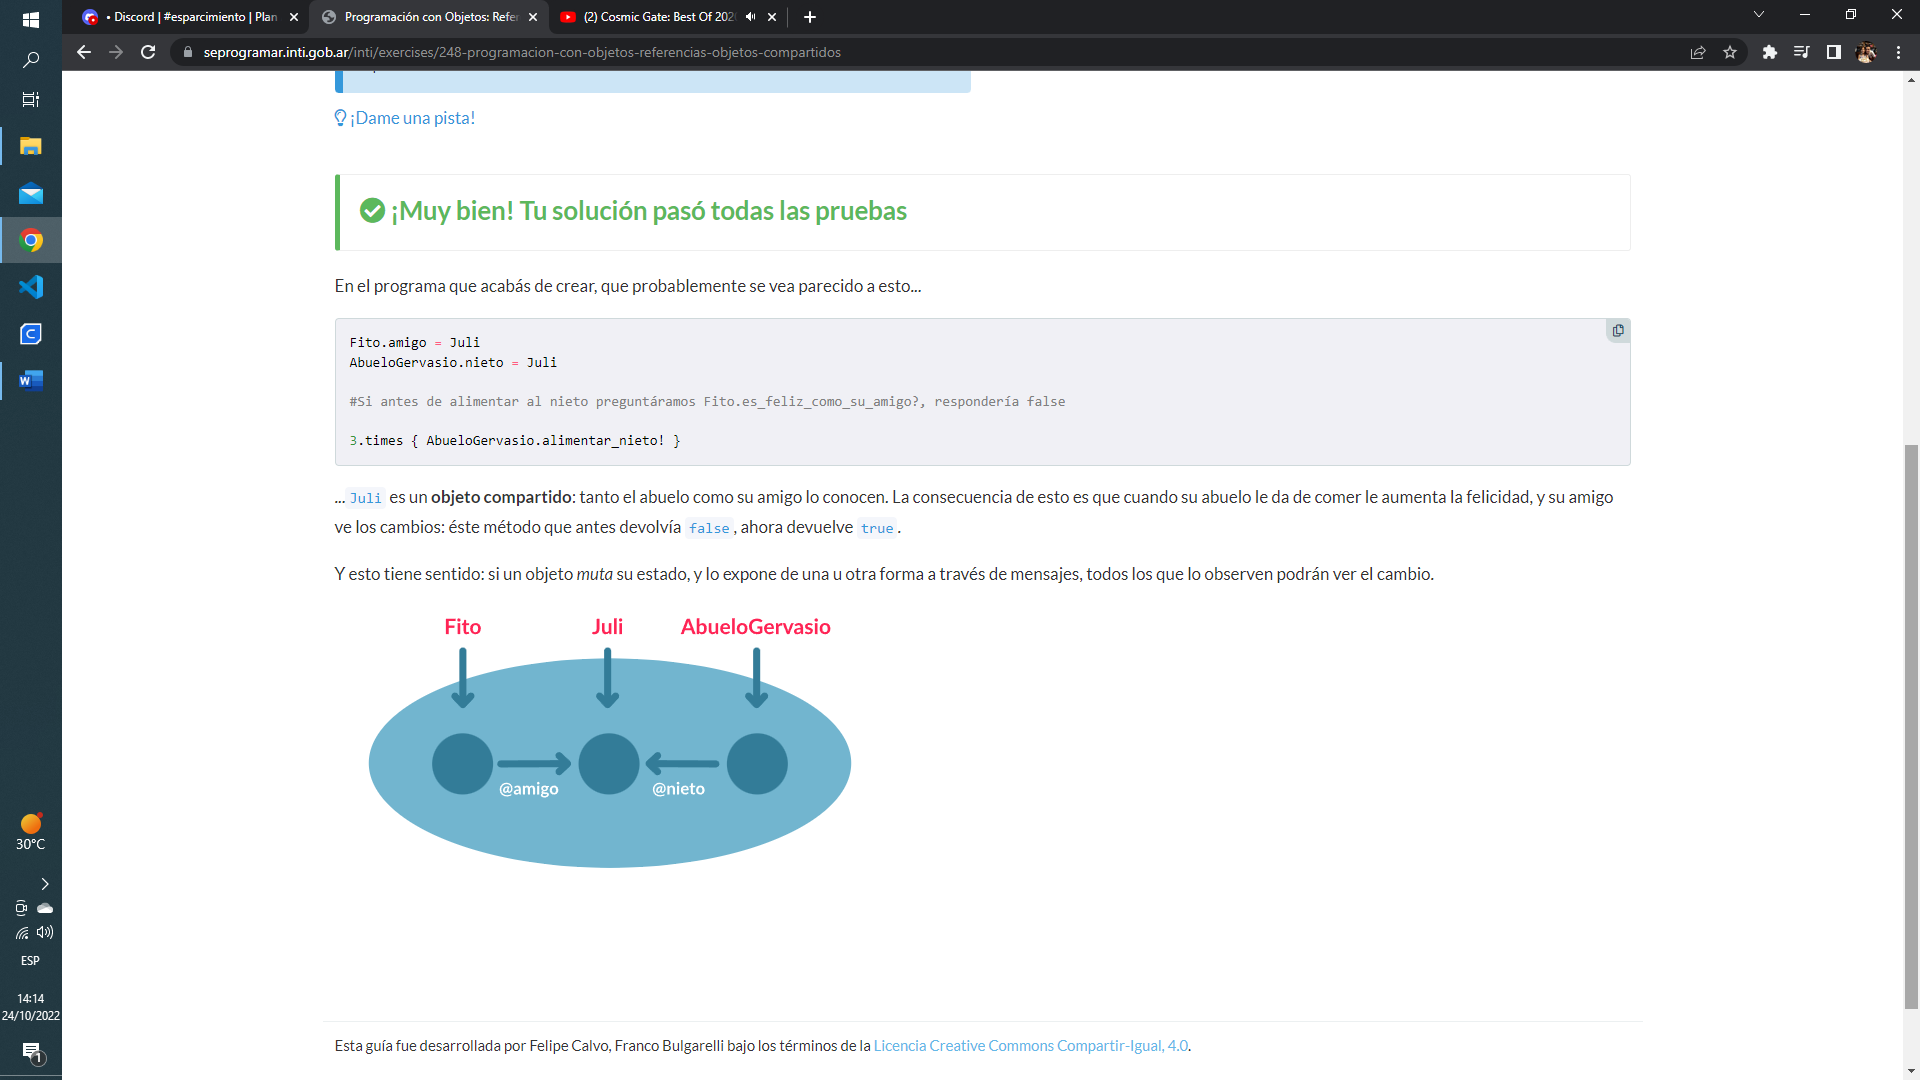 • Discord | #esparcimiento | Plan
Programación con Objetos: Refer
(2) Cosmic Gate: Best Of 2020
seprogramar.inti.gob.ar/inti/exercises/248-programacion-con-objetos-referencias-objetos-compartidos
¡Dame una pista!
¡Muy bien! Tu solución pasó todas las pruebas
En el programa que acabás de crear, que probablemente se vea parecido a esto...
Fito.amigo = Juli
AbueloGervasio.nieto = Juli
#Si antes de alimentar al nieto preguntáramos Fito.es_feliz_como_su_amigo?, respondería false
3.times { AbueloGervasio.alimentar_nieto! }
... Juli es un objeto compartido: tanto el abuelo como su amigo lo conocen. La consecuencia de esto es que cuando su abuelo le da de comer le aumenta la felicidad, y su amigo
ve los cambios: éste método que antes devolvía false, ahora devuelve true.
Y esto tiene sentido: si un objeto muta su estado, y lo expone de una u otra forma a través de mensajes, todos los que lo observen podrán ver el cambio.
Fito Juli AbueloGervasio
@amigo @nieto
30°C
ESP
14:14
24/10/2022
1
Esta guía fue desarrollada por Felipe Calvo, Franco Bulgarelli bajo los términos de la Licencia Creative Commons Compartir-Igual, 4.0.